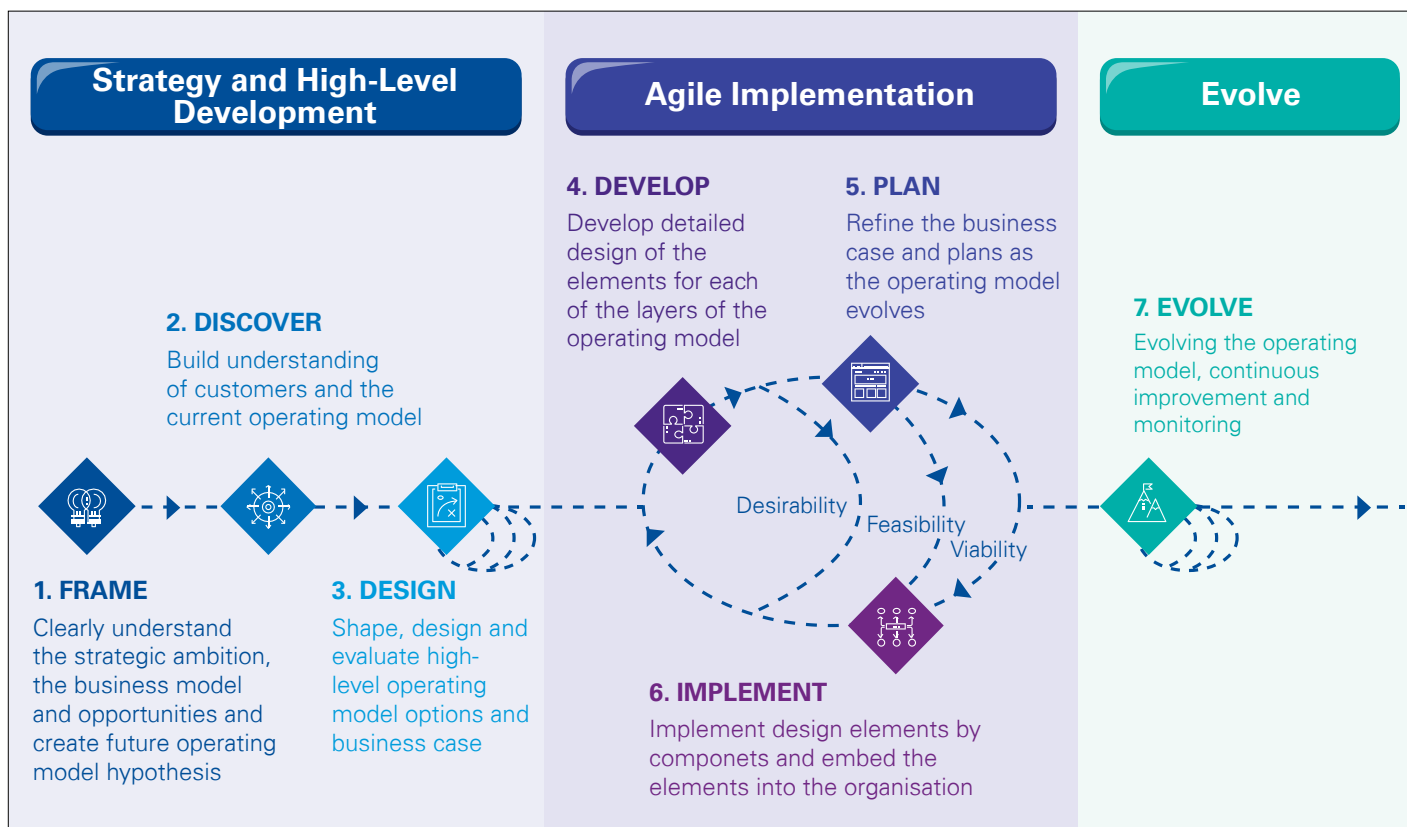 Strategy and High-Level
Development
Agile Implementation
Evolve
1. FRAME
Clearly understand
the strategic ambition,
the business model
and opportunities and
create future operating
model hypothesis
2. DISCOVER
Build understanding
of customers and the
current operating model
3. DESIGN
Shape, design and
evaluate high-
level operating
model options and
business case
4. DEVELOP
Develop detailed
design of the
elements for each
of the layers of the
operating model
5. PLAN
Refine the business
case and plans as
the operating model
evolves
Desirability
Feasibility
Viability
6. IMPLEMENT
Implement design elements by
componets and embed the
elements into the organisation
7. EVOLVE
Evolving the operating
model, continuous
improvement and
monitoring